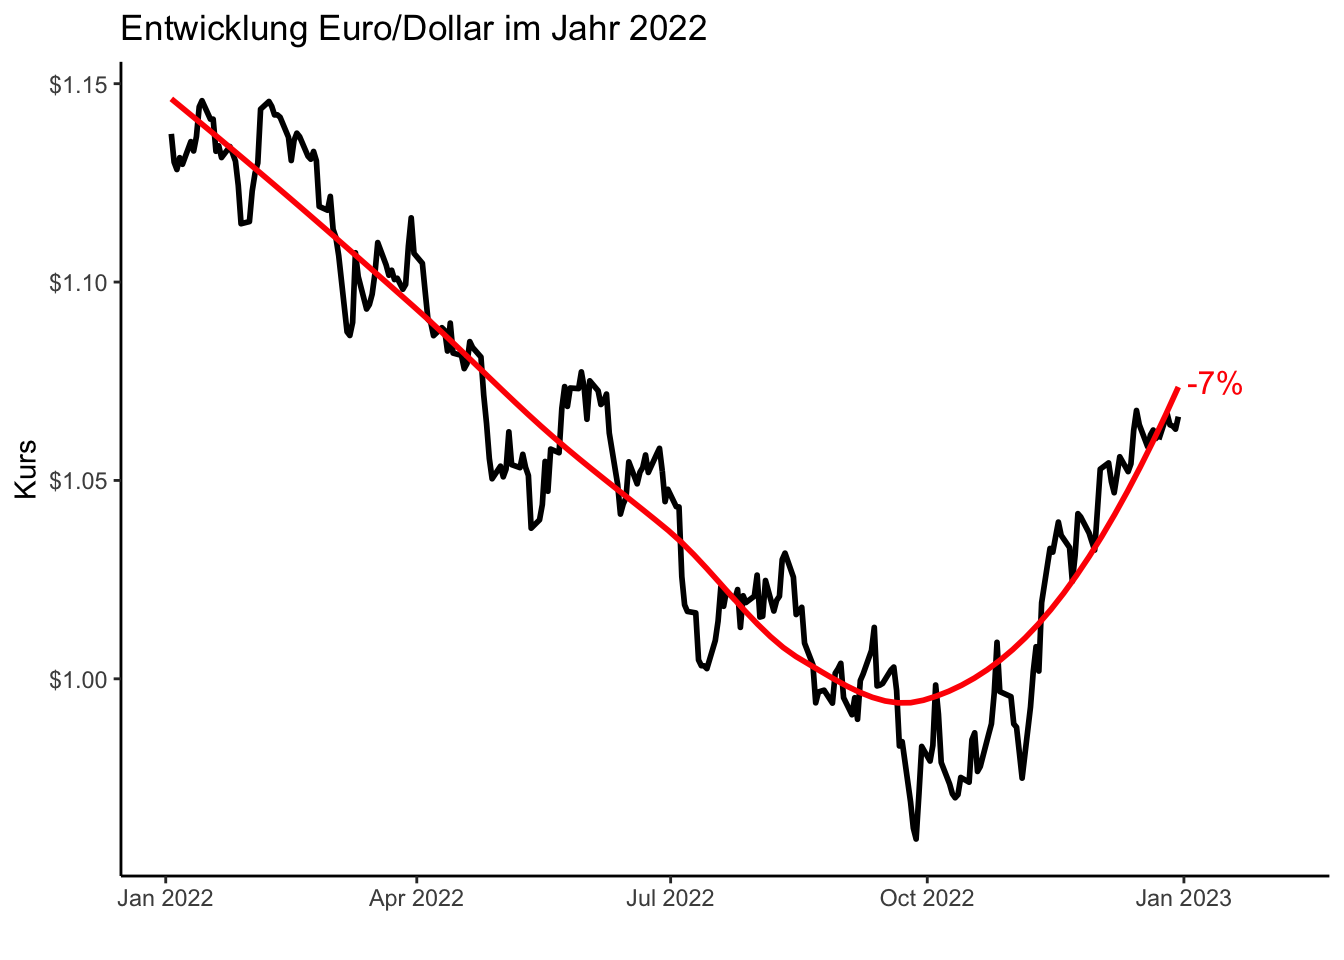 Entwicklung Euro/Dollar im Jahr 2022
$1.15
$1.10
-7%
Kurs
$1.05
$1.00
Jan 2022
Apr 2022
Jul 2022
Oct 2022
Jan 2023